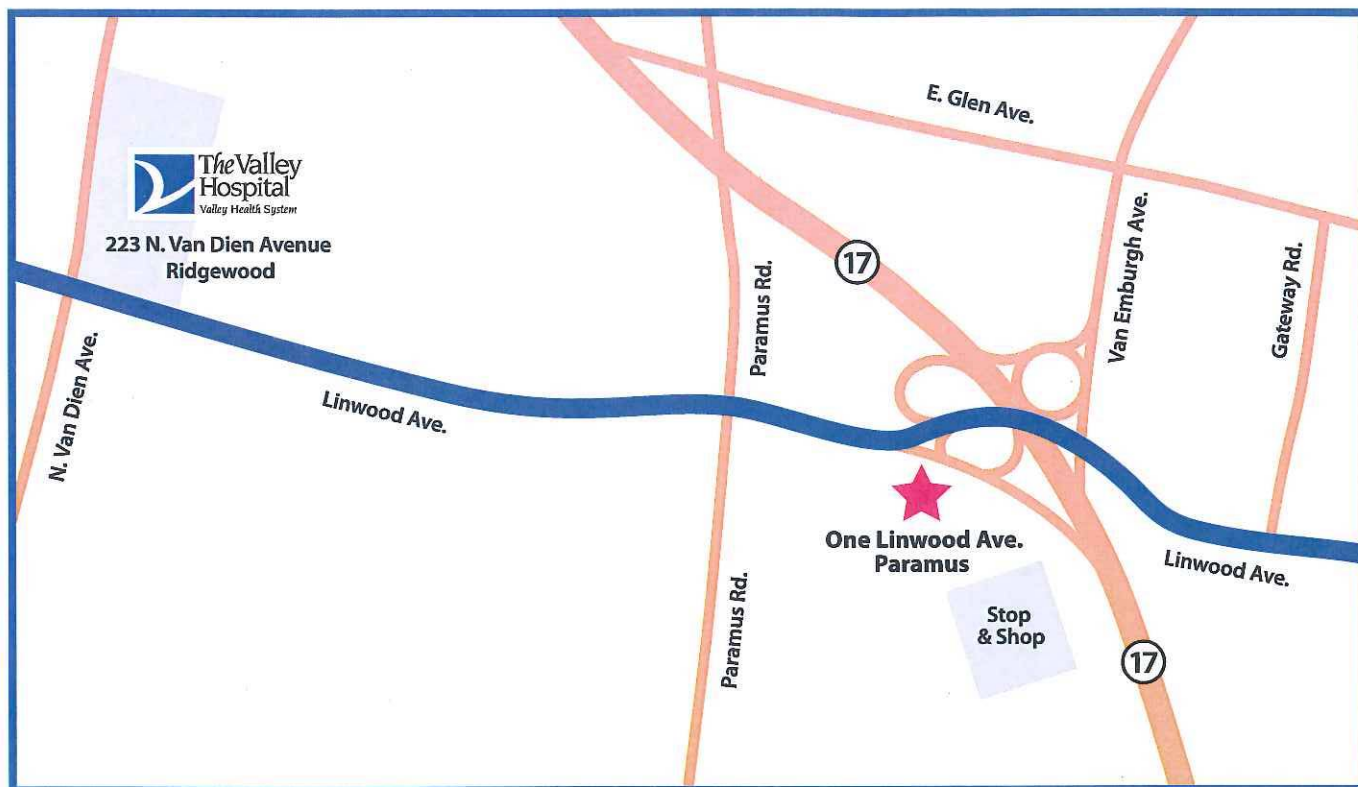 E. Glen Ave.
The Valley
Hospital
Valley Health System
223 N. Van Dien Avenue
Ridgewood
17
Paramus Rd.
Van Emburgh Ave.
Gateway Rd.
N. Van Dien Ave.
Linwood Ave.
One Linwood Ave.
Paramus
Linwood Ave.
Paramus Rd.
Stop
& Shop
17